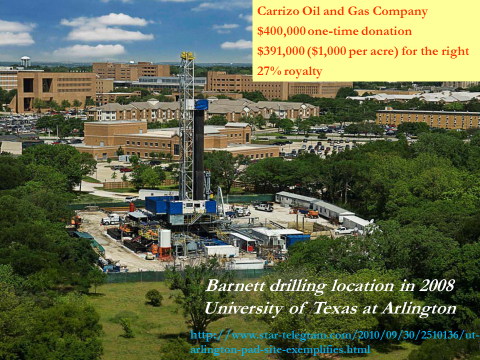 Carrizo Oil and Gas Company
$400,000 one-time donation
$391,000 ($1,000 per acre) for the right
27% royalty
Barnett drilling location in 2008
University of Texas at Arlington
http://www.star-telegram.com/2010/09/30/2510136/ut-
arlington-pad-site-exemplifies.html